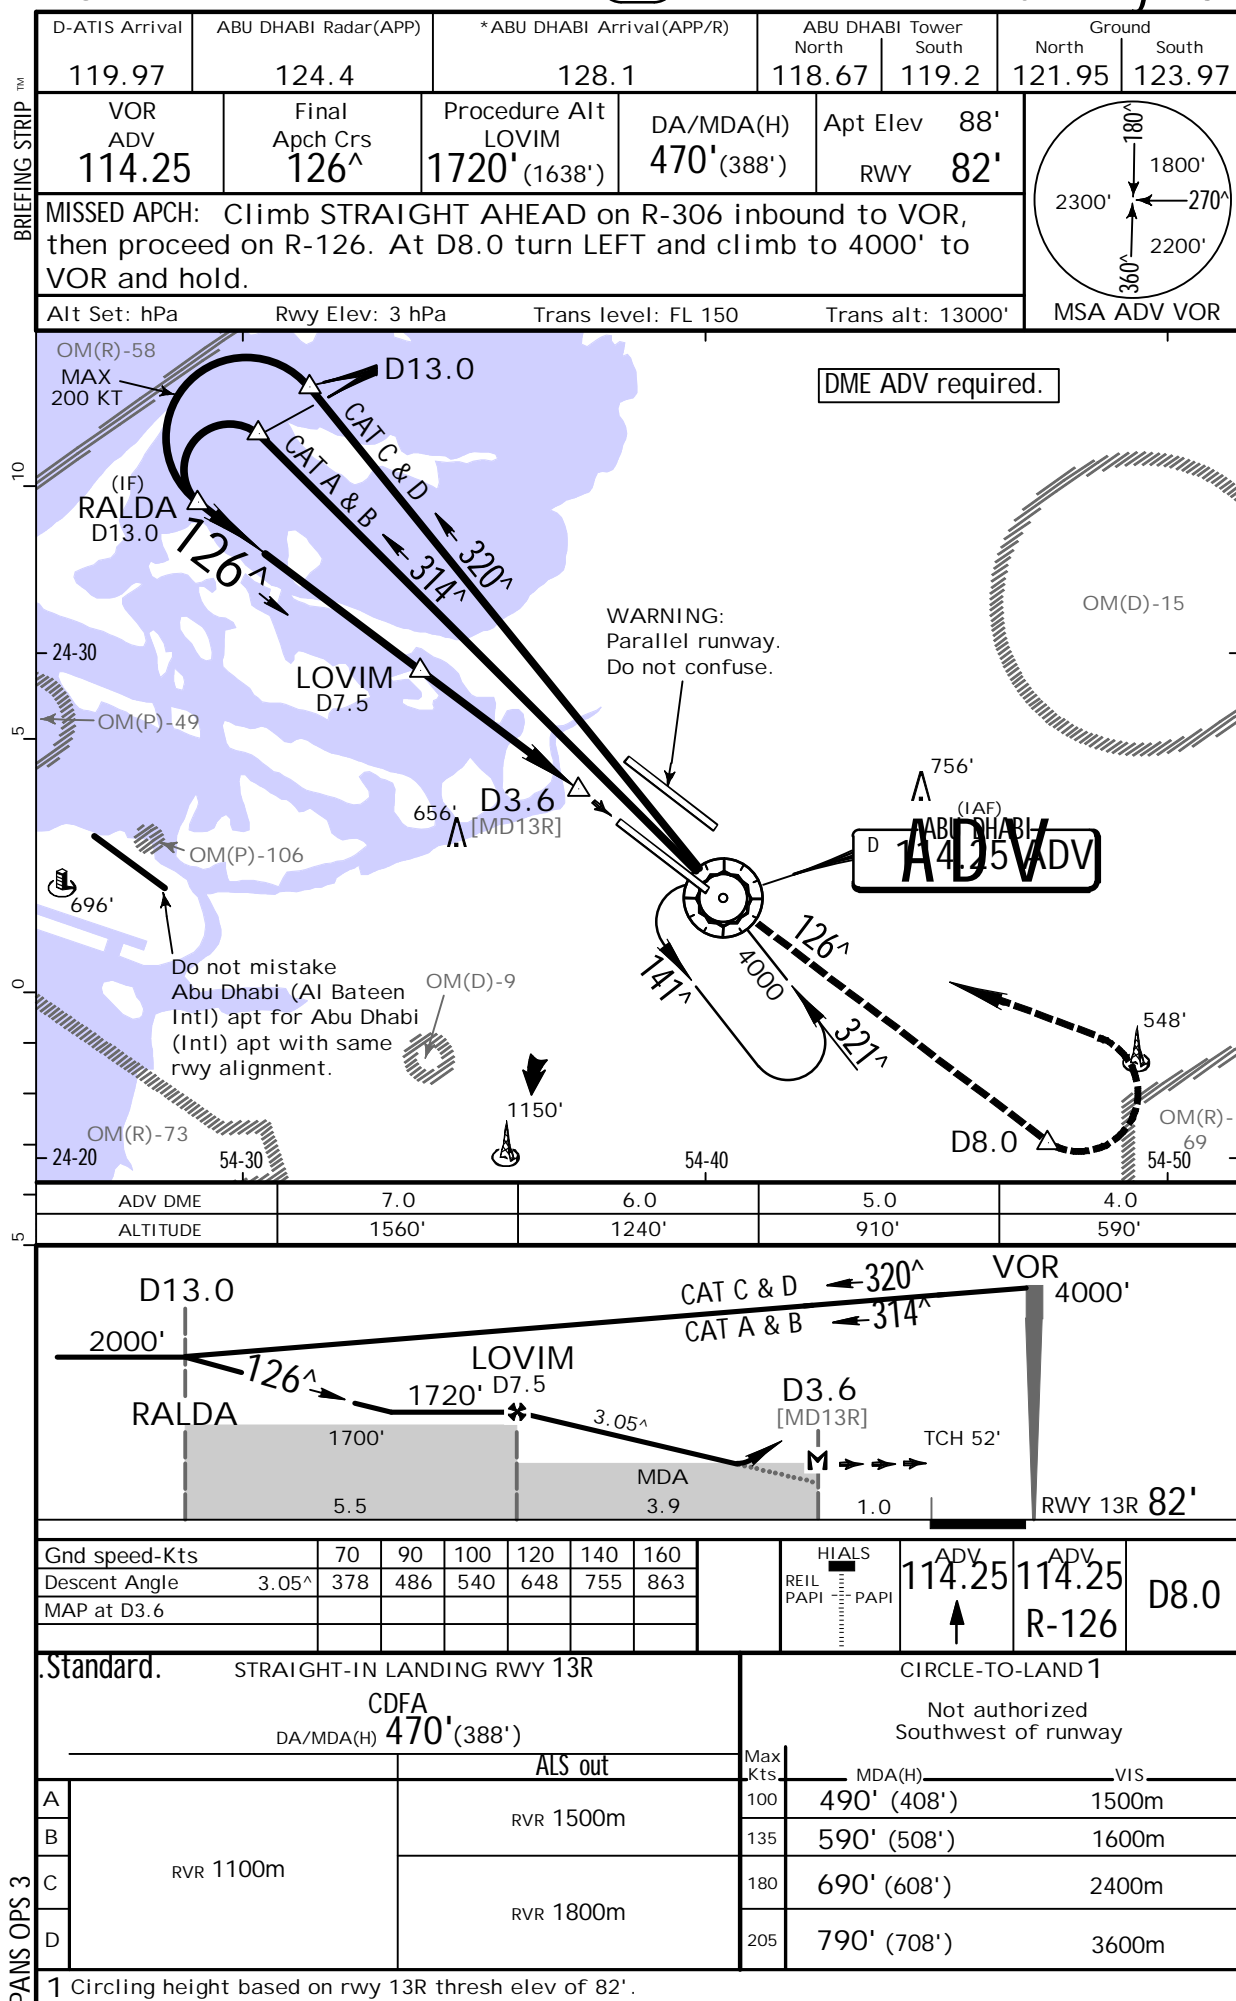 D-ATIS Arrival ABU DHABI Radar(APP) *ABU DHABI Arrival(APP/R) ABU DHABI Tower Ground
North South North South
119.97 124.4 128.1 118.67 119.2 121.95 123.97
BRIEFING STRIP TM
VOR Final Procedure Alt DA/MDA(H) Apt Elev 88'
ADV Apch Crs LOVIM
114.25 126^ 1720' (1638') 470' (388') RWY 82'
MISSED APCH: Climb STRAIGHT AHEAD on R-306 inbound to VOR,
then proceed on R-126. At D8.0 turn LEFT and climb to 4000' to
VOR and hold.
Alt Set: hPa Rwy Elev: 3 hPa Trans level: FL 150 Trans alt: 13000'
180^
1800'
2300' 270^
2200'
360^
MSA ADV VOR
OM(R)-58
MAX
200 KT
D13.0
DME ADV required.
CAT C & D
CAT A & B
10
(IF)
RALDA
D13.0
126^
320^
314^
OM(D)-15
WARNING:
Parallel runway.
Do not confuse.
24-30
LOVIM
D7.5
5
OM(P)-49
756'
D3.6
[MD13R]
656'
(IAF)
ABU DHABI
D 114.25 ADV
ADV
OM(P)-106
696'
126^
4000
141^
321^
Do not mistake
Abu Dhabi (Al Bateen
Intl) apt for Abu Dhabi
(Intl) apt with same
rwy alignment.
OM(D)-9
0
548'
1150'
OM(R)-
69
OM(R)-73
D8.0
24-20 54-30 54-40 54-50
5
ADV DME 7.0 6.0 5.0 4.0
ALTITUDE 1560' 1240' 910' 590'
D13.0
VOR
CAT C & D 320^
4000'
CAT A & B 314^
2000'
126^
LOVIM
D7.5
1720'
D3.6
[MD13R]
RALDA
3.05^
1700'
TCH 52'
M
MDA
5.5 3.9 1.0 RWY 13R 82'
Gnd speed-Kts 70 90 100 120 140 160
Descent Angle 3.05^ 378 486 540 648 755 863
MAP at D3.6
HIALS
REIL
PAPI PAPI
ADV
114.25
ADV
114.25
R-126
D8.0
.Standard. STRAIGHT-IN LANDING RWY 13R
CDFA
DA/MDA(H) 470' (388')
ALS out
A
B
C
D
RVR 1100m
RVR 1500m
RVR 1800m
CIRCLE-TO-LAND 1
Not authorized
Southwest of runway
Max
Kts MDA(H) VIS
100 490' (408') 1500m
135 590' (508') 1600m
180 690' (608') 2400m
205 790' (708') 3600m
PANS OPS 3
1 Circling height based on rwy 13R thresh elev of 82'.